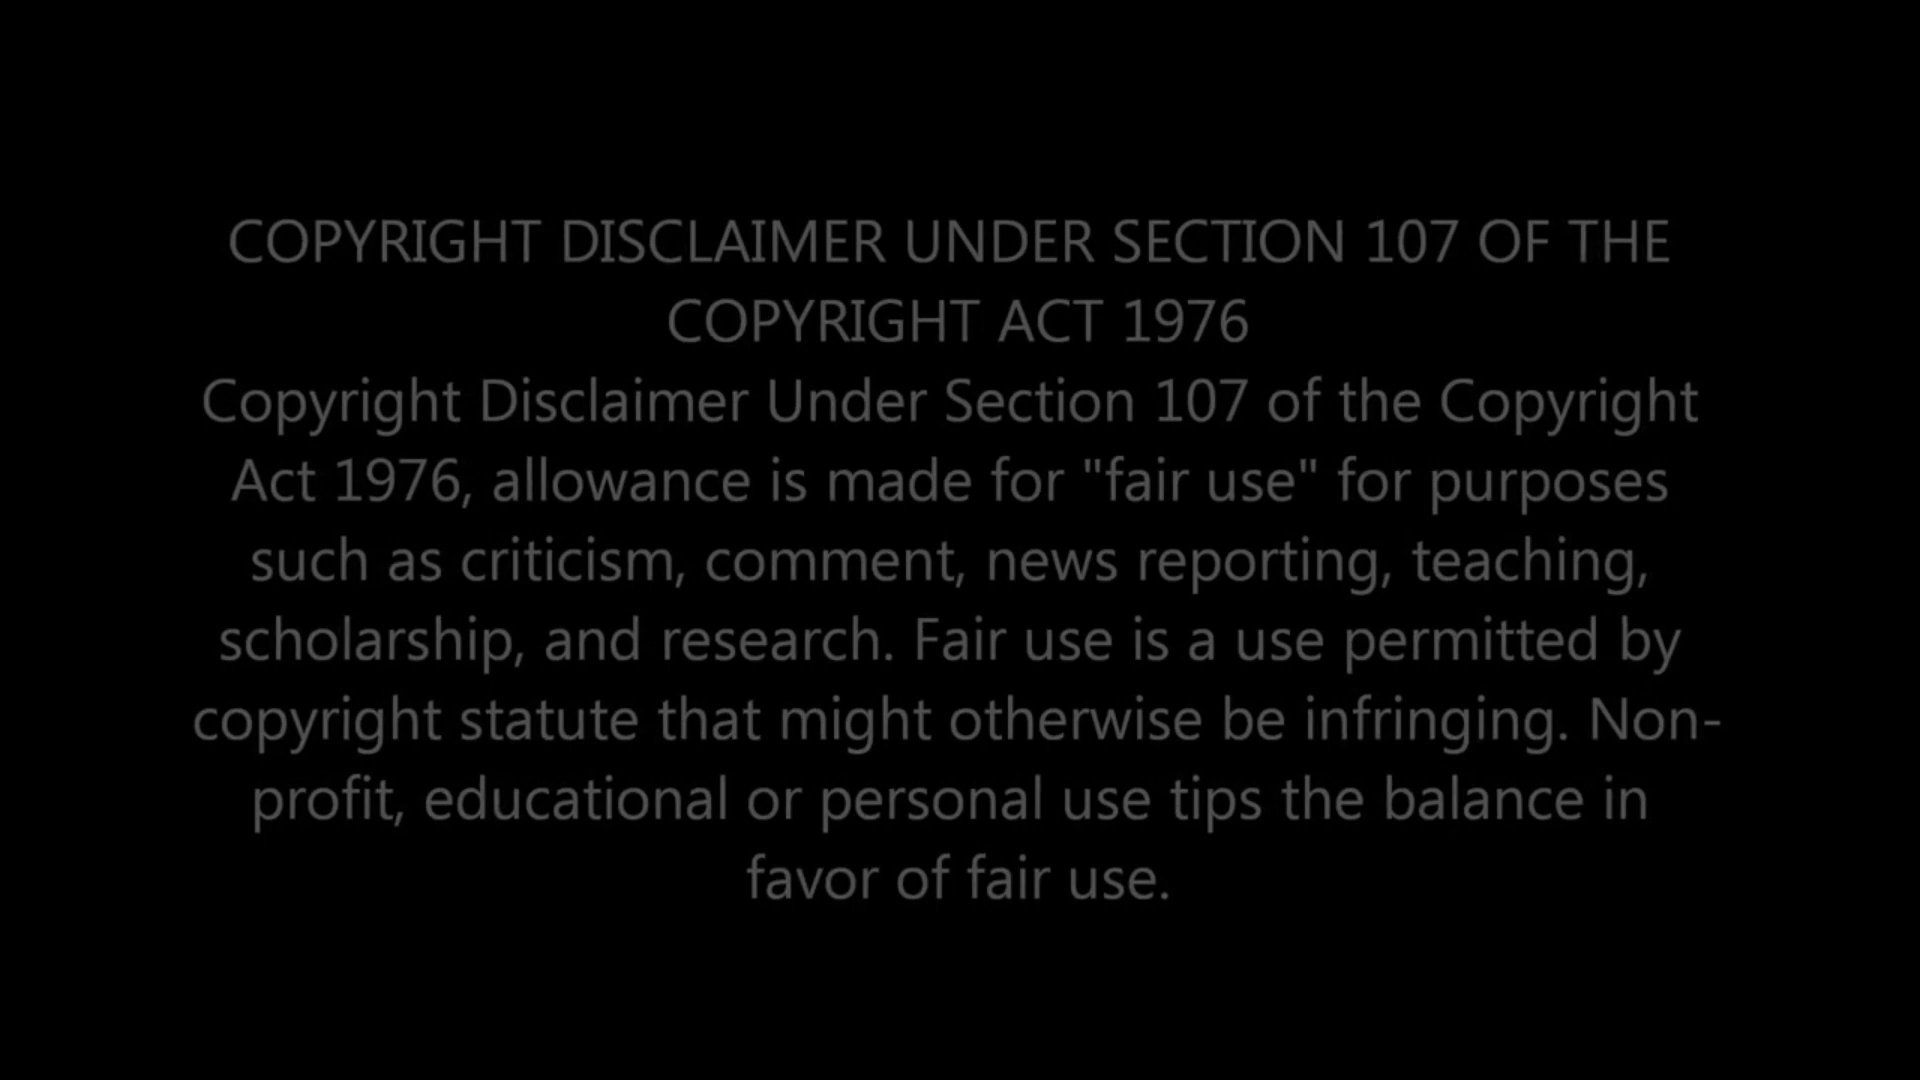 COPYRIGHT DISCLAIMER UNDER SECTION 107 OF THE
COPYRIGHT ACT 1976
Copyright Disclaimer Under Section 107 of the Copyright
Act 1976, allowance is made for "fair use" for purposes
such as criticism, comment, news reporting, teaching,
scholarship, and research. Fair use is a use permitted by
copyright statute that might otherwise be infringing. Non-
profit, educational or personal use tips the balance in
favor of fair use.